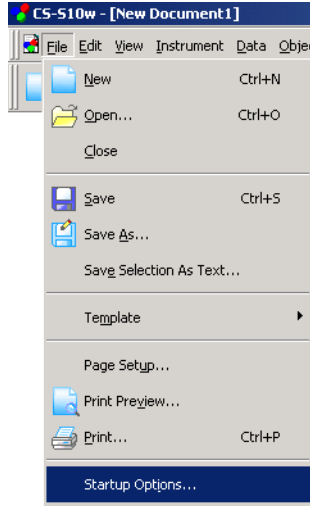 CS-S10w - [New Document1]
File Edit View Instrument Data Obje
New Ctrl+N
Open... Ctrl+O
Close
Save Ctrl+S
Save As...
Save Selection As Text...
Template
Page Setup...
Print Preview...
Print... Ctrl+P
Startup Options...